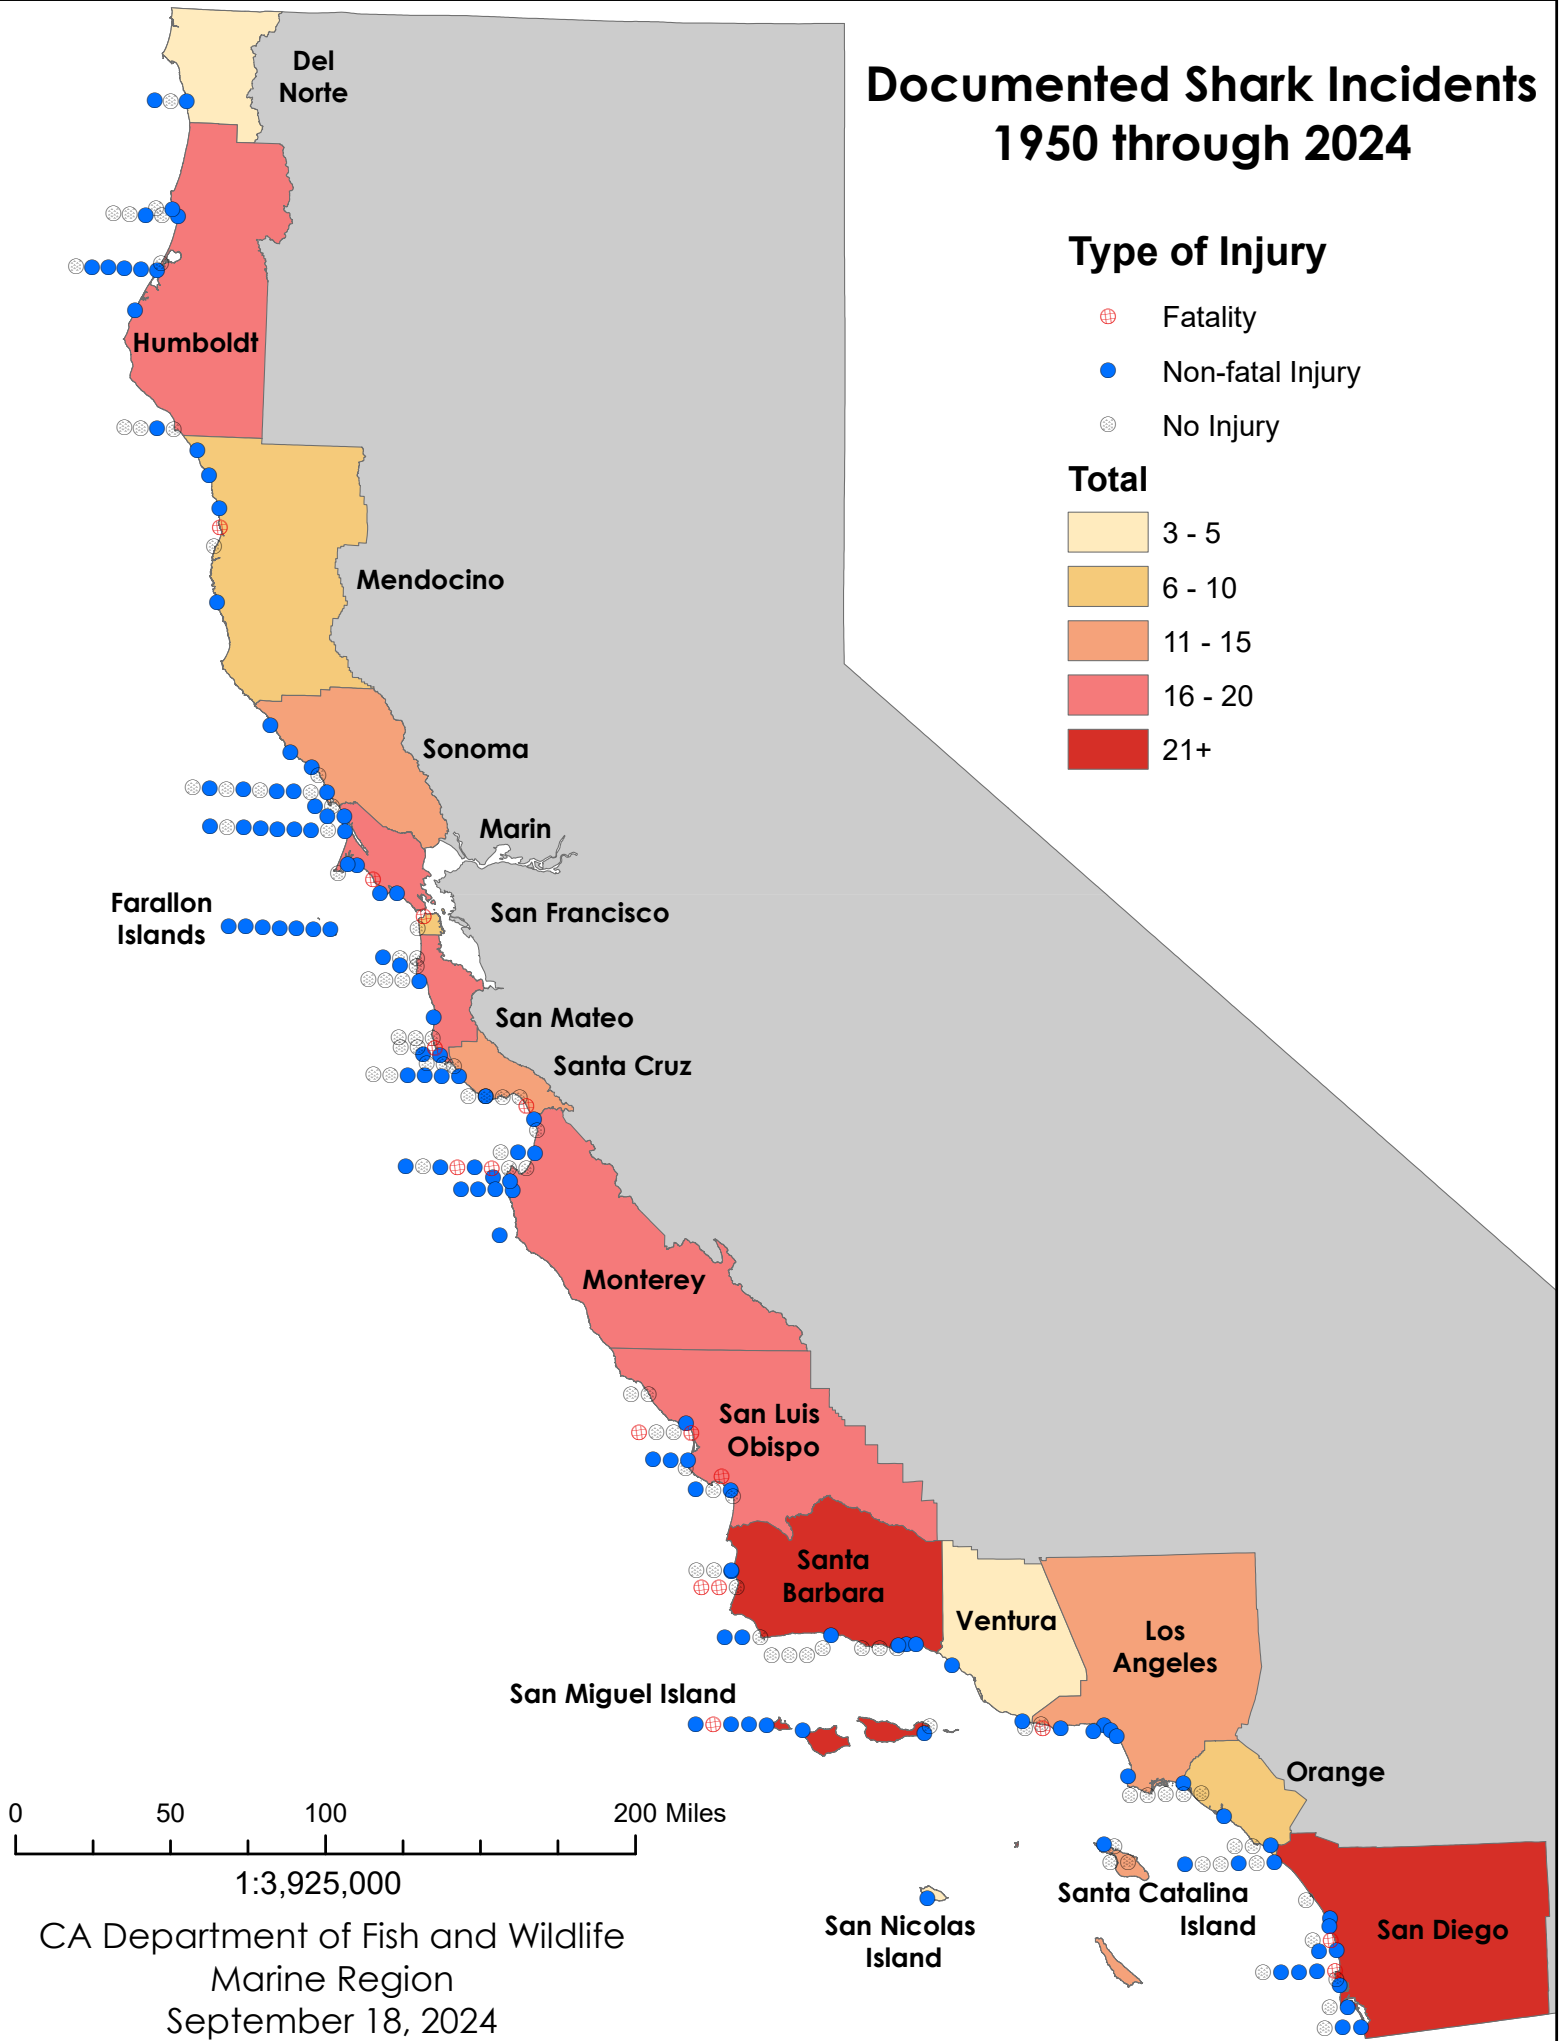 Documented Shark Incidents
1950 through 2024
Type of Injury
Fatality
Non-fatal Injury
No Injury
Total
3 - 5
6 - 10
11 - 15
16 - 20
21+
Del
Norte
Humboldt
Mendocino
Sonoma
Marin
Farallon
Islands
San Francisco
San Mateo
Santa Cruz
Monterey
San Luis
Obispo
Santa
Barbara
Ventura
Los
Angeles
San Miguel Island
Orange
Santa Catalina
Island
San Nicolas
Island
San Diego
0 50 100 200 Miles
1:3,925,000
CA Department of Fish and Wildlife
Marine Region
September 18, 2024